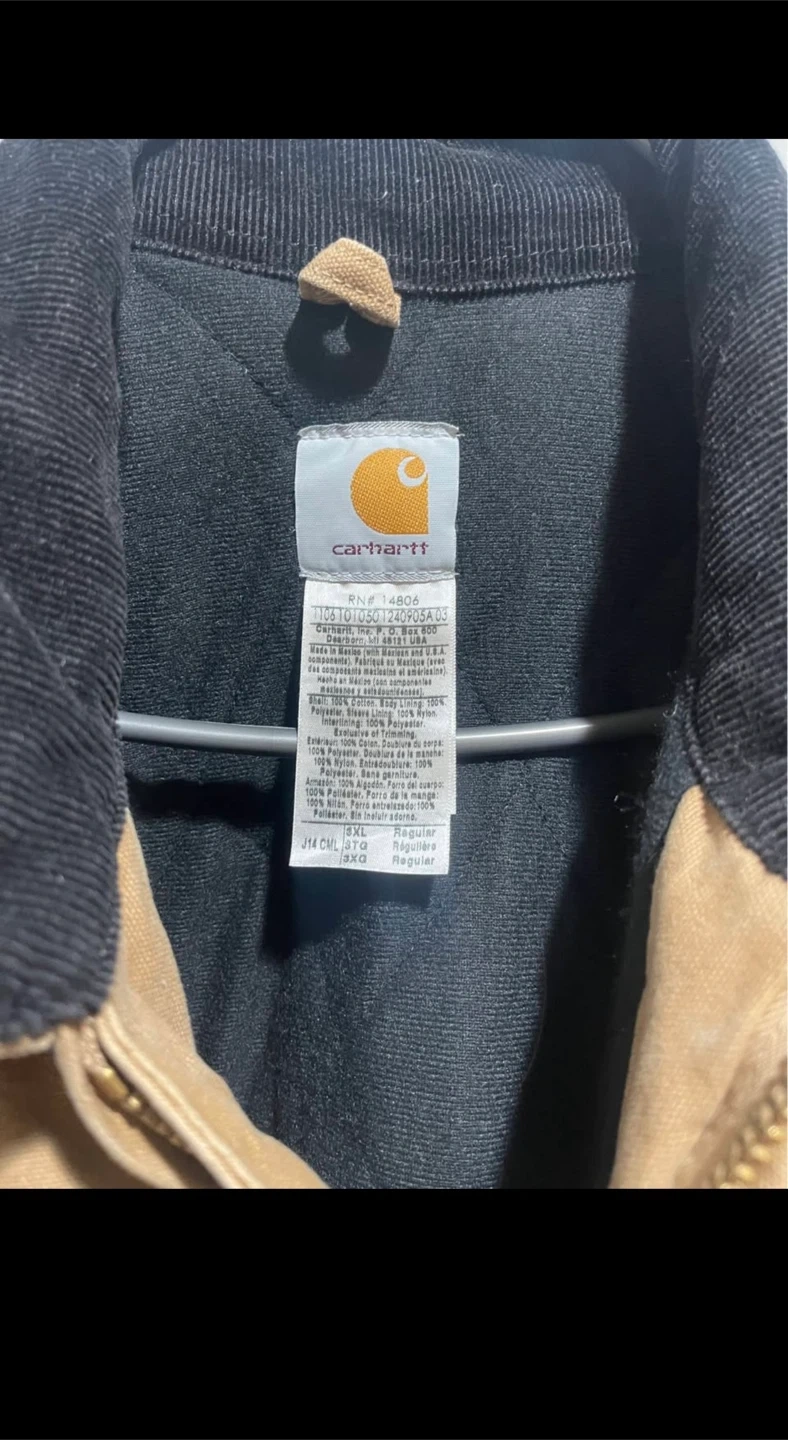 carhartt
RN# 14806
1106101050 1240905A 03
Carhartt, Inc. P. O. Box 600
Dearborn, MI 48121 USA
Made in Mexico (with Mexican and U.S.A.
components). Fabriqué au Mexique (avec
des composants mexicains et américains).
Hecho en México (con componentes
mexicanos y estadounidenses).
Shell: 100% Cotton. Body Lining: 100%
Polyester. Sleeve Lining: 100% Nylon.
Interlining: 100% Polyester.
Exclusive of Trimming.
Extérieur: 100% Coton. Doublure du corps:
100% Polyester. Doublure de la manche:
100% Nylon. Entredoublure: 100%
Polyester. Sans garniture.
Armazón: 100% Algodón. Forro del cuerpo:
100% Poliéster. Forro de la manga:
100% Nilón. Forro entrelazado: 100%
Poliéster. Sin incluir adorno.
3XL Regular
J14 CML 3TG Régulière
3XG Regular